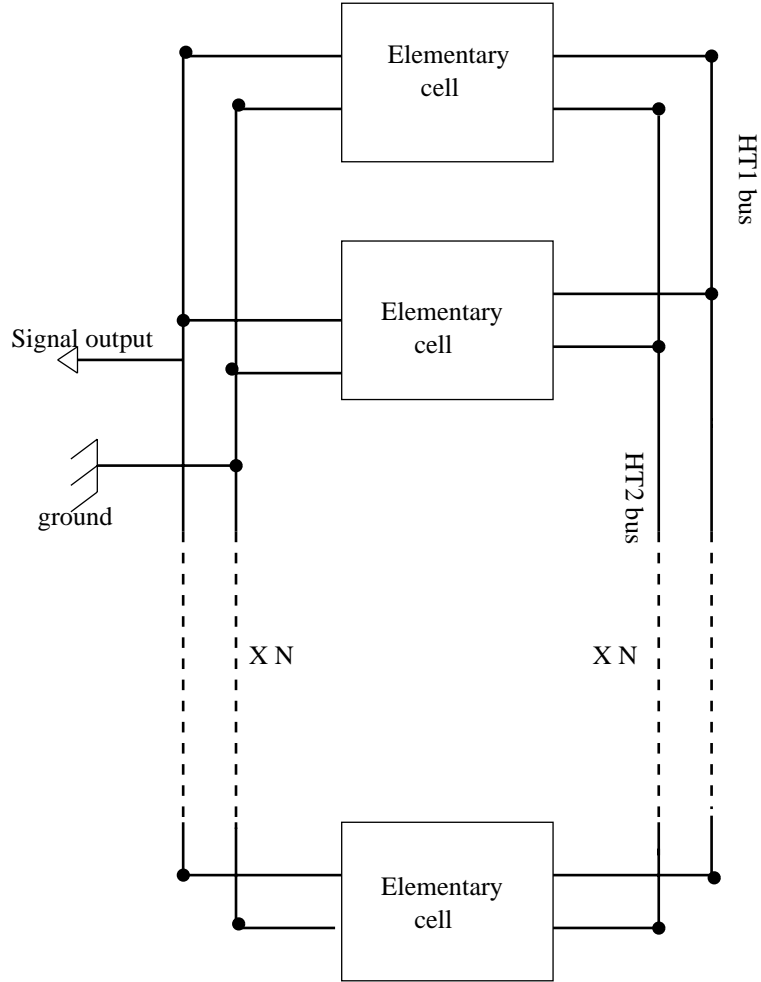 Elementary
cell
HT1 bus
Elementary
cell
Signal output
HT2 bus
ground
X N
X N
Elementary
cell